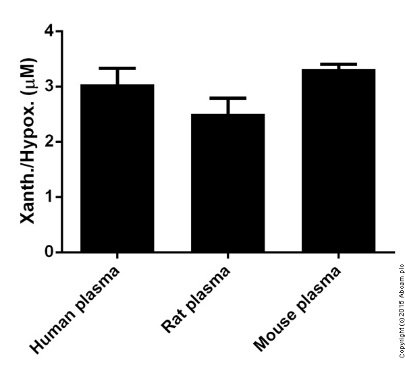 Xanth./Hypox. (μM)
4
3
2
1
0
Human plasma
Rat plasma
Mouse plasma
Copyright (c) 2015 Abcam plc